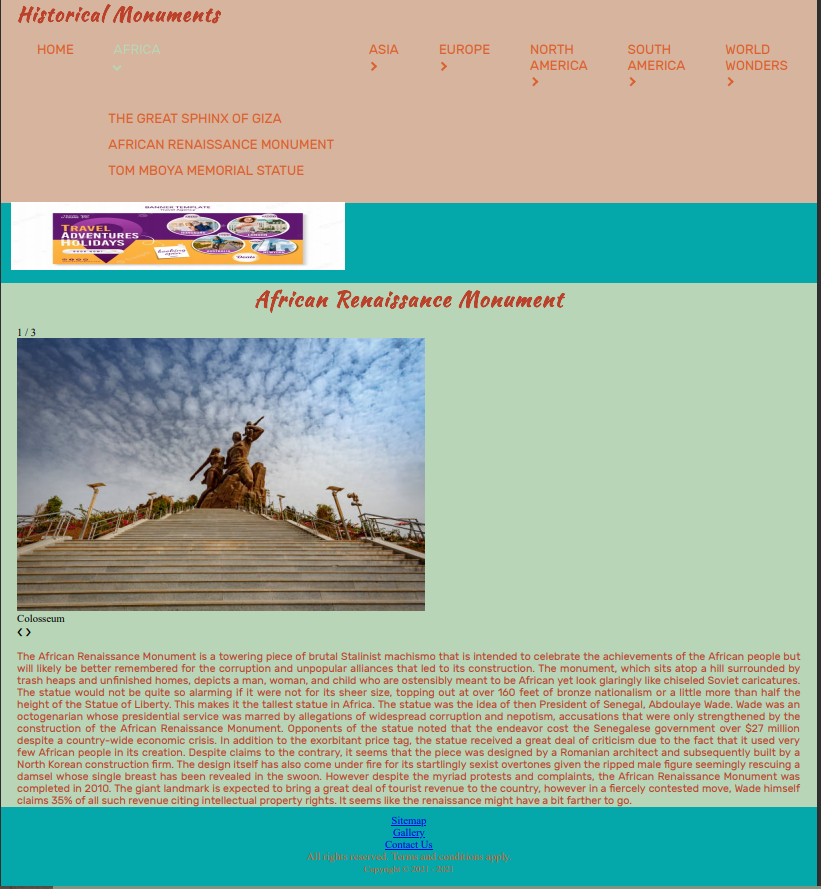 Historical Monuments
HOME
AFRICA
ASIA
EUROPE
NORTH
AMERICA
SOUTH
AMERICA
WORLD
WONDERS
THE GREAT SPHINX OF GIZA
AFRICAN RENAISSANCE MONUMENT
TOM MBOYA MEMORIAL STATUE
BANNER TEMPLATE
TRAVEL
ADVENTURES
HOLIDAYS
African Renaissance Monument
1 / 3
Colosseum
The African Renaissance Monument is a towering piece of brutal Stalinist machismo that is intended to celebrate the achievements of the African people but
will likely be better remembered for the corruption and unpopular alliances that led to its construction. The monument, which sits atop a hill surrounded by
trash heaps and unfinished homes, depicts a man, woman, and child who are ostensibly meant to be African yet look glaringly like chiseled Soviet caricatures.
The statue would not be quite so alarming if it were not for its sheer size, topping out at over 160 feet of bronze nationalism or a little more than half the
height of the Statue of Liberty. This makes it the tallest statue in Africa. The statue was the idea of then President of Senegal, Abdoulaye Wade. Wade was an
octogenarian whose presidential service was marred by allegations of widespread corruption and nepotism, accusations that were only strengthened by the
construction of the African Renaissance Monument. Opponents of the statue noted that the endeavor cost the Senegalese government over $27 million
despite a country-wide economic crisis. In addition to the exorbitant price tag, the statue received a great deal of criticism due to the fact that it used very
few African people in its creation. Despite claims to the contrary, it seems that the piece was designed by a Romanian architect and subsequently built by a
North Korean construction firm. The design itself has also come under fire for its startlingly sexist overtones given the ripped male figure seemingly rescuing a
damsel whose single breast has been revealed in the swoon. However despite the myriad protests and complaints, the African Renaissance Monument was
completed in 2010. The giant landmark is expected to bring a great deal of tourist revenue to the country, however in a fiercely contested move, Wade himself
claims 35% of all such revenue citing intellectual property rights. It seems like the renaissance might have a bit farther to go.
Sitemap
Gallery
Contact Us
All rights reserved. Terms and conditions apply
Copyright © 2021 - 2021